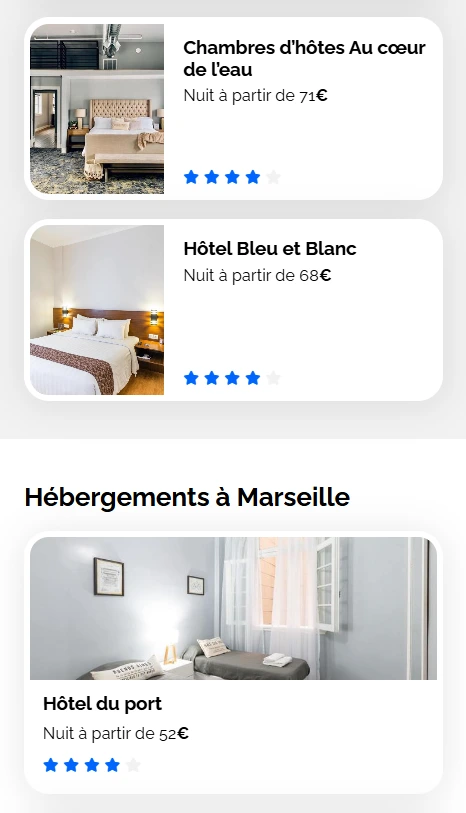 Chambres d’hôtes Au cœur
de l’eau
Nuit à partir de 71€
Hôtel Bleu et Blanc
Nuit à partir de 68€
Hébergements à Marseille
Hôtel du port
Nuit à partir de 52€